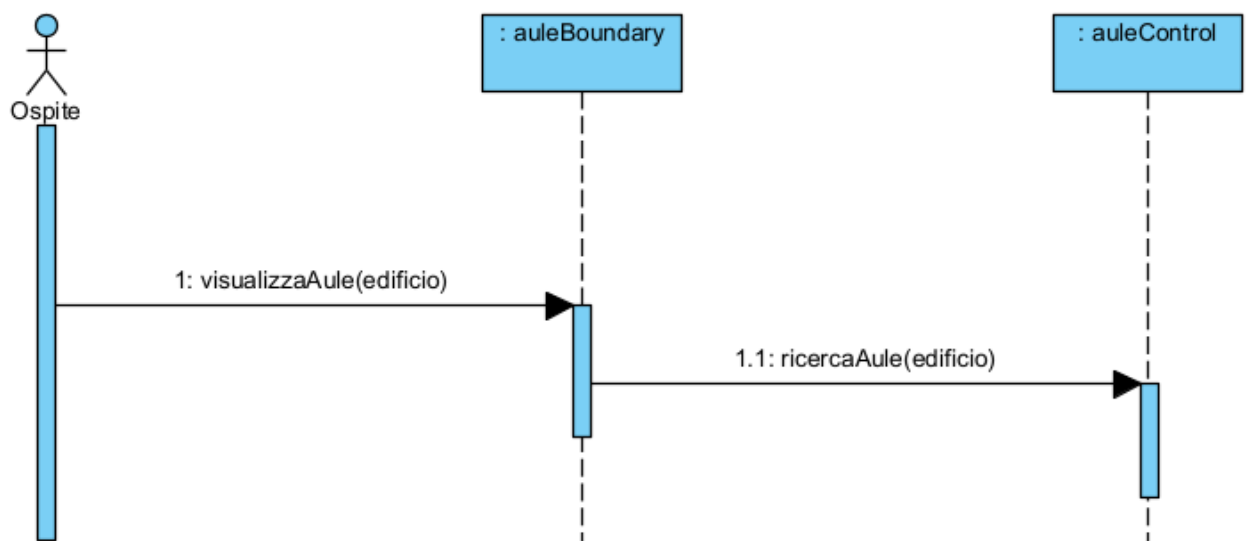 : auleBoundary
: auleControl
Ospite
1: visualizzaAule(edificio)
1.1: ricercaAule(edificio)